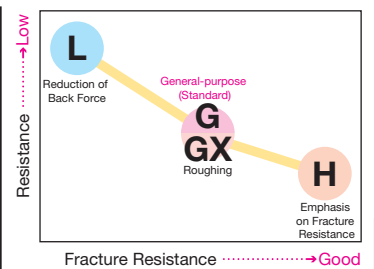 Low
Resistance
L
Reduction of
Back Force
General-purpose
(Standard)
G
GX
Roughing
H
Emphasis
on Fracture
Resistance
Fracture Resistance
Good